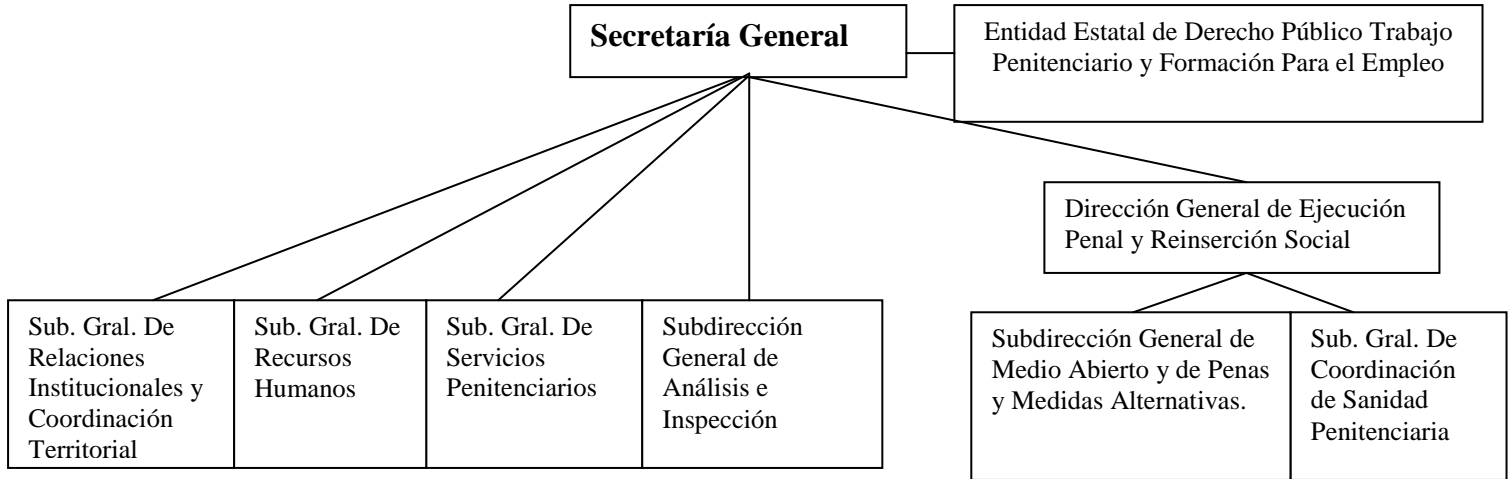 Secretaría General
Entidad Estatal de Derecho Público Trabajo
Penitenciario y Formación Para el Empleo
Dirección General de Ejecución
Penal y Reinserción Social
Sub. Gral. De
Relaciones
Institucionales y
Coordinación
Territorial
Sub. Gral. De
Recursos
Humanos
Sub. Gral. De
Servicios
Penitenciarios
Subdirección
General de
Análisis e
Inspección
Subdirección General de
Medio Abierto y de Penas
y Medidas Alternativas.
Sub. Gral. De
Coordinación
de Sanidad
Penitenciaria